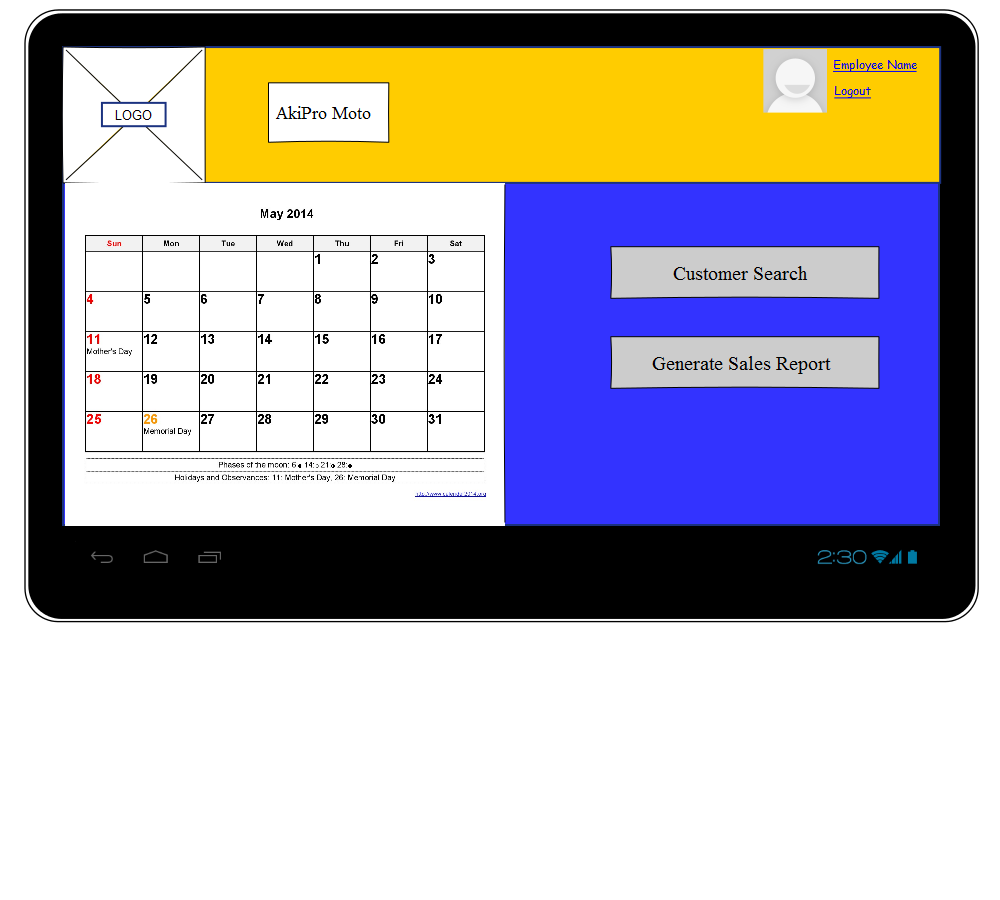 LOGO
AkiPro Moto
Employee Name
Logout
May 2014
Sun Mon Tue Wed Thu Fri Sat
1 2 3
4 5 6 7 8 9 10
11 12 13 14 15 16 17
Mother's Day
18 19 20 21 22 23 24
25 26 27 28 29 30 31
Memorial Day
Phases of the moon: 6: 14: 21: 28:
Holidays and Observances: 11: Mother's Day, 26: Memorial Day
Customer Search
Generate Sales Report
2:30